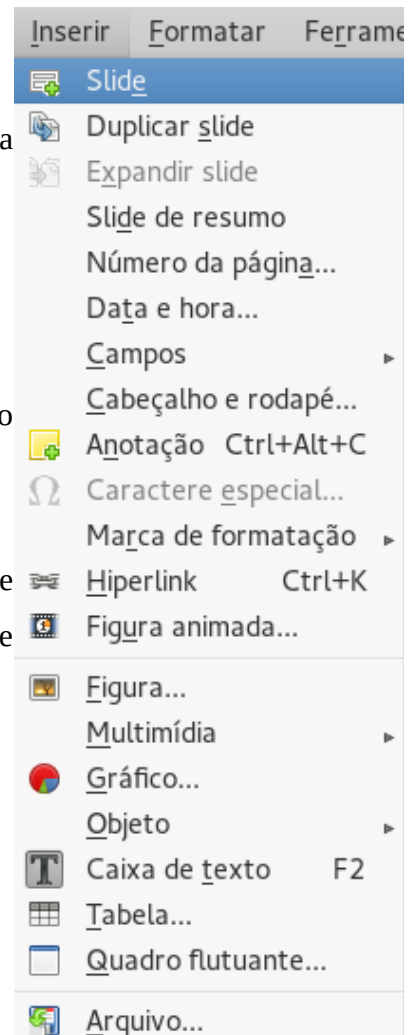 Inserir Formatar Ferrame
Slide
a Duplicar slide
Expandir slide
Slide de resumo
Número da página...
Data e hora...
Campos
Cabeçalho e rodapé...
o
Anotação Ctrl+Alt+C
Caractere especial...
Marca de formatação
e Hiperlink Ctrl+K
e Figura animada...
Figura...
Multimídia
Gráfico...
Objeto
T Caixa de texto F2
Tabela...
Quadro flutuante...
Arquivo...